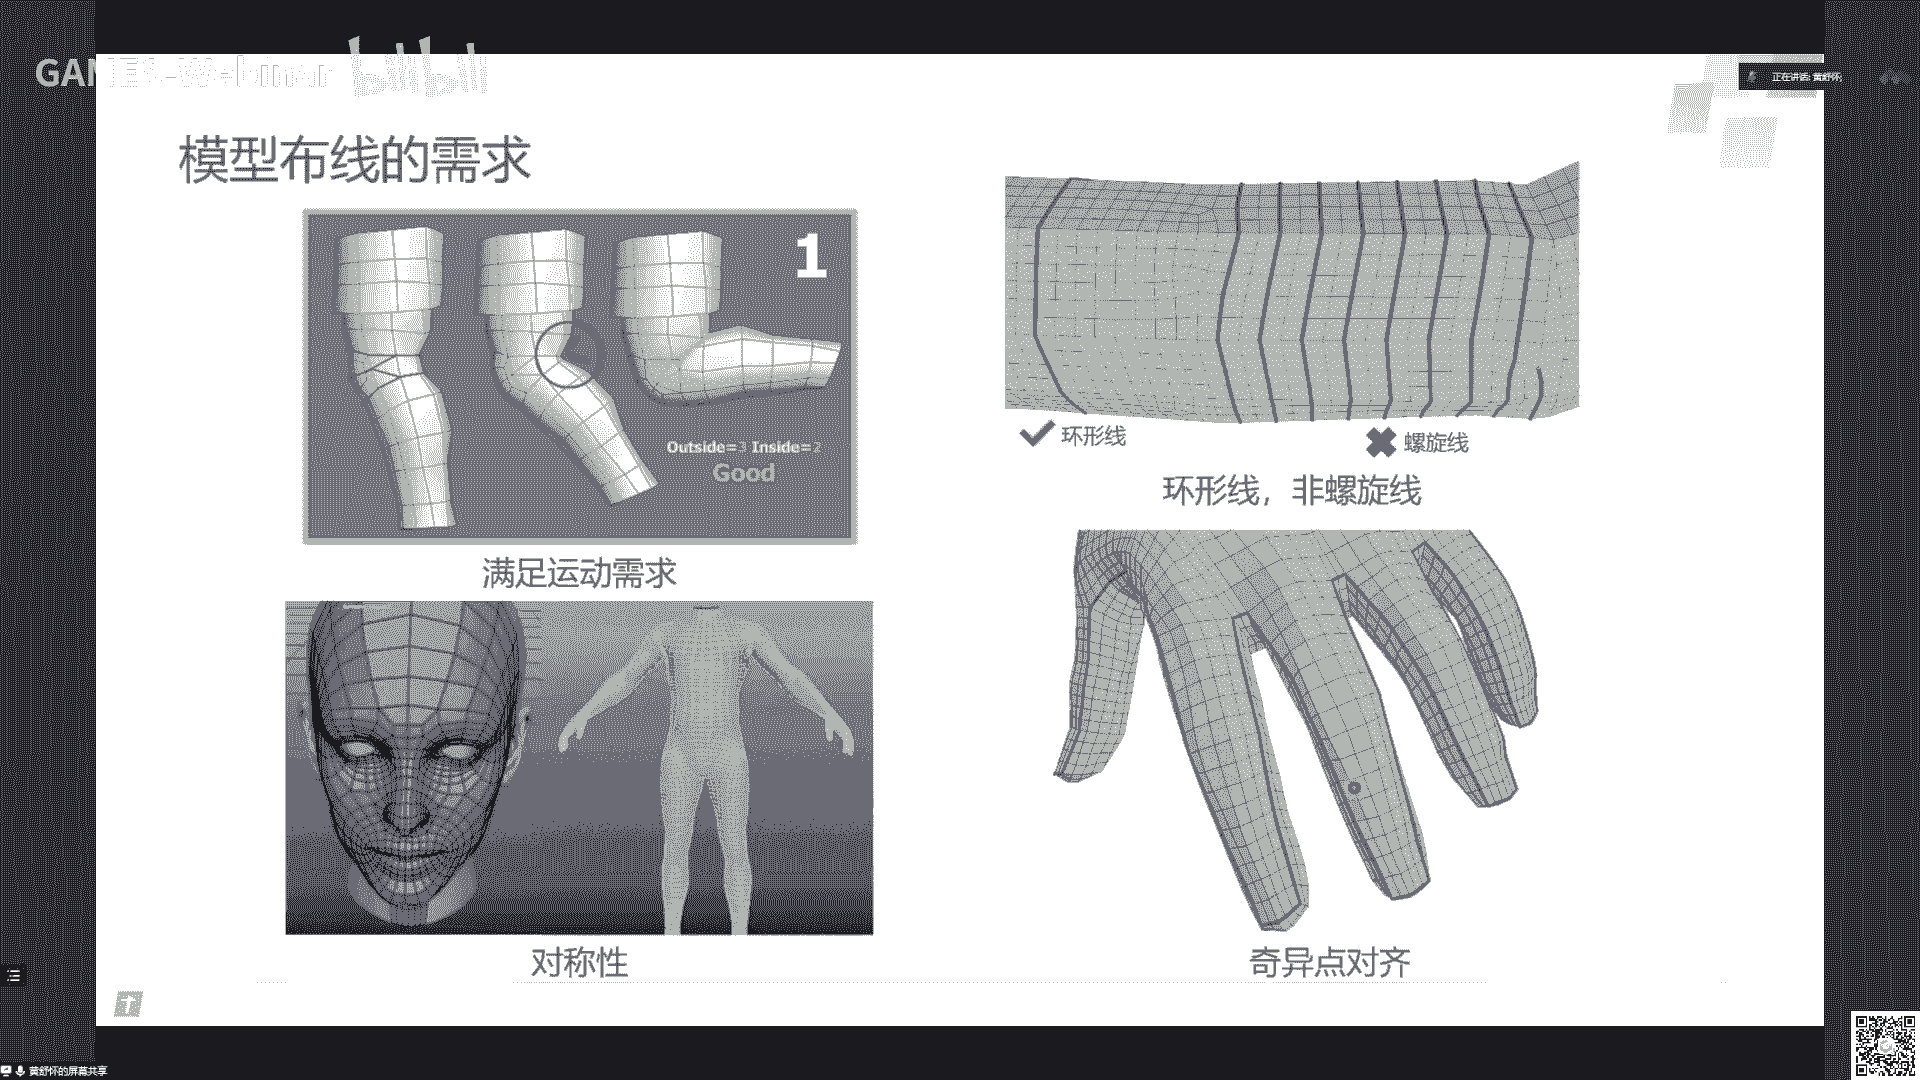 GAMES-Webinar bilibili
正在讲话: 黄舒怀;
模型布线的需求
1
Outside=3 Inside=2
Good
满足运动需求
环形线
螺旋线
环形线，非螺旋线
对称性
奇异点对齐
黄舒怀的屏幕共享